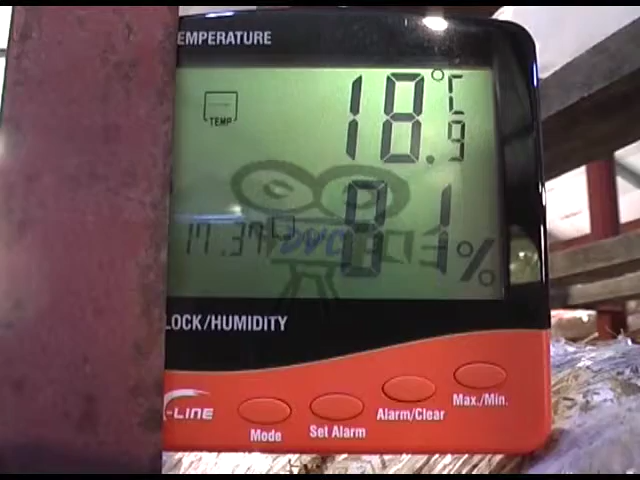 EMPERATURE
18.9 °C
TEMP
17.37
81 %
LOCK/HUMIDITY
-LINE
Mode
Set Alarm
Alarm/Clear
Max./Min.